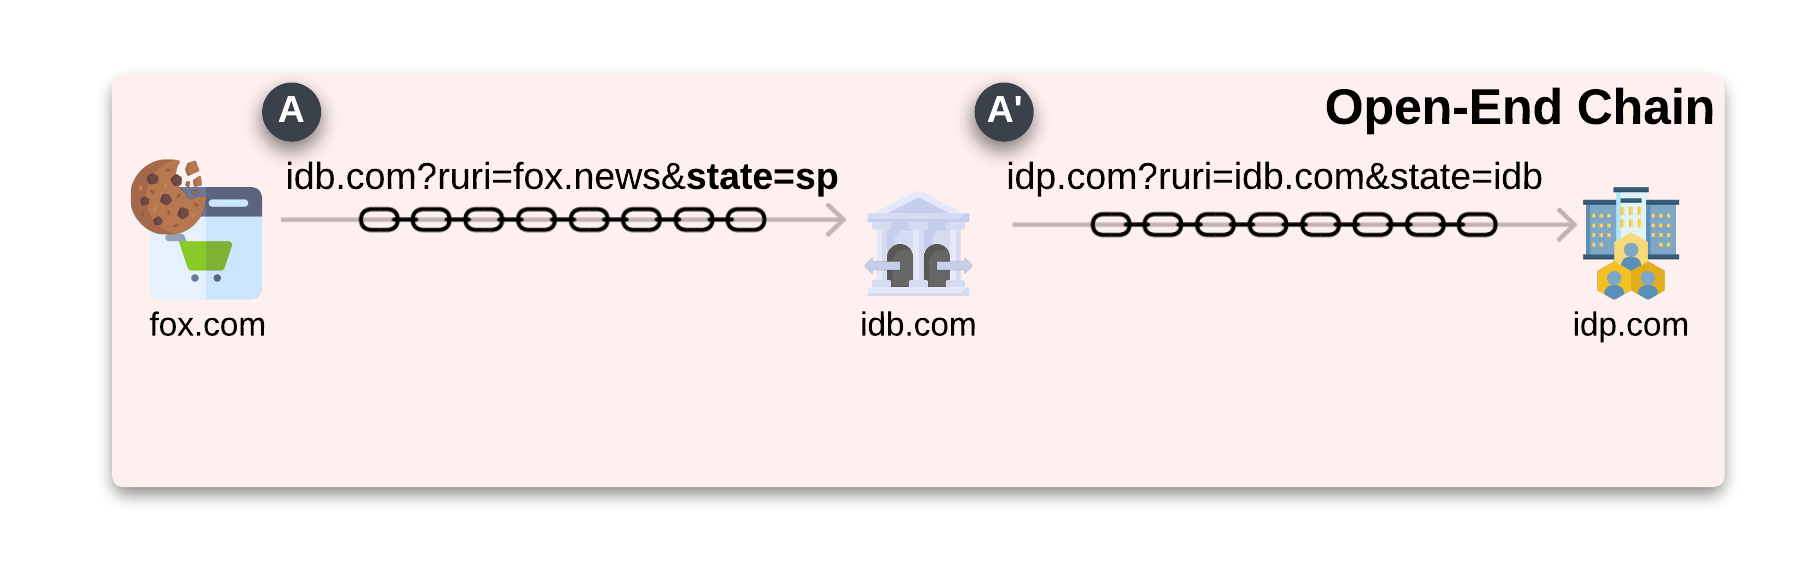 A
A'
Open-End Chain
idb.com?ruri=fox.news&state=sp
idp.com?ruri=idb.com&state=idb
fox.com
idb.com
idp.com